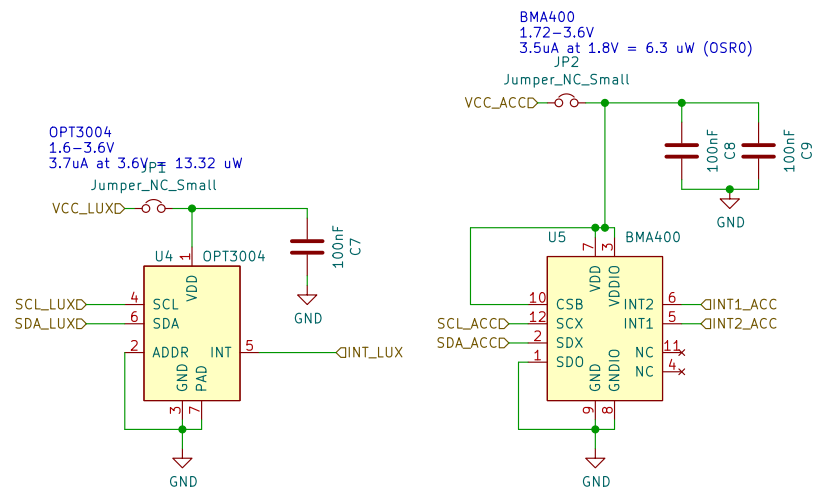 BMA400
1.72-3.6V
3.5uA at 1.8V = 6.3 uW (OSR0)
JP2
Jumper_NC_Small
VCC_ACC
100nF
C8
100nF
C9
GND
OPT3004
1.6-3.6V
3.7uA at 3.6V = 13.32 uW
JP1
Jumper_NC_Small
VCC_LUX
100nF
C7
GND
U4 OPT3004
1
VDD
SCL_LUX 4 SCL
SDA_LUX 6 SDA
2 ADDR INT 5 INT_LUX
GND
PAD
3
7
GND
U5 BMA400
7
3
VDD
VDDIO
10 CSB INT2 6 INT1_ACC
SCL_ACC 12 SCX INT1 5 INT2_ACC
SDA_ACC 2 SDX NC 11
1 SDO NC 4
GND
GNDIO
9
8
GND